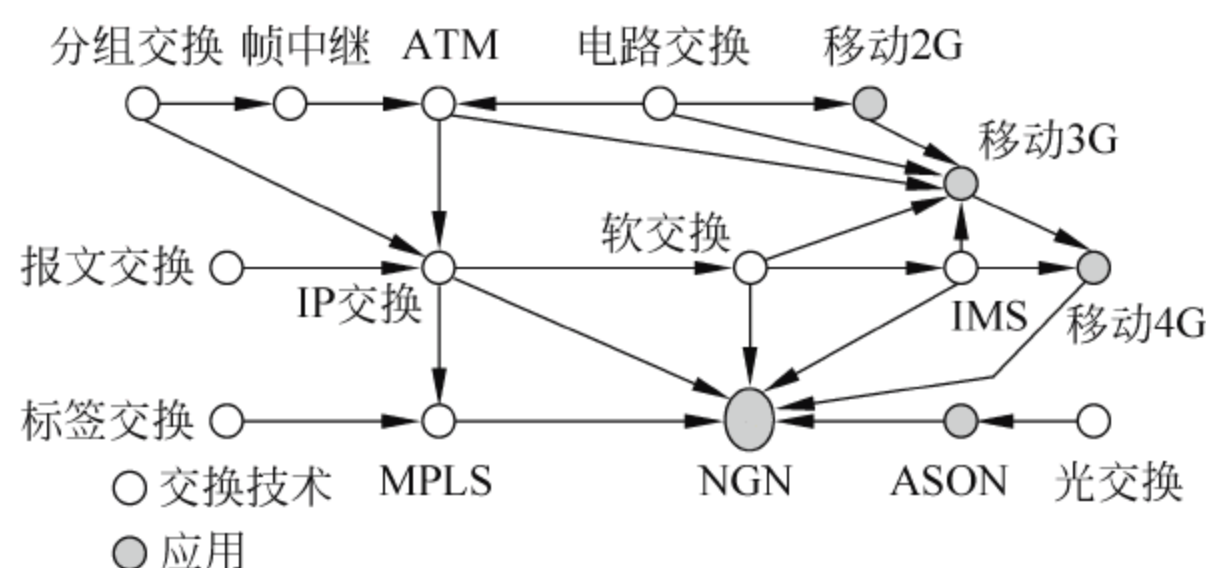 分组交换 帧中继 ATM 电路交换 移动2G
移动3G
软交换
报文交换
IP交换 IMS 移动4G
标签交换
MPLS NGN ASON 光交换
交换技术
应用